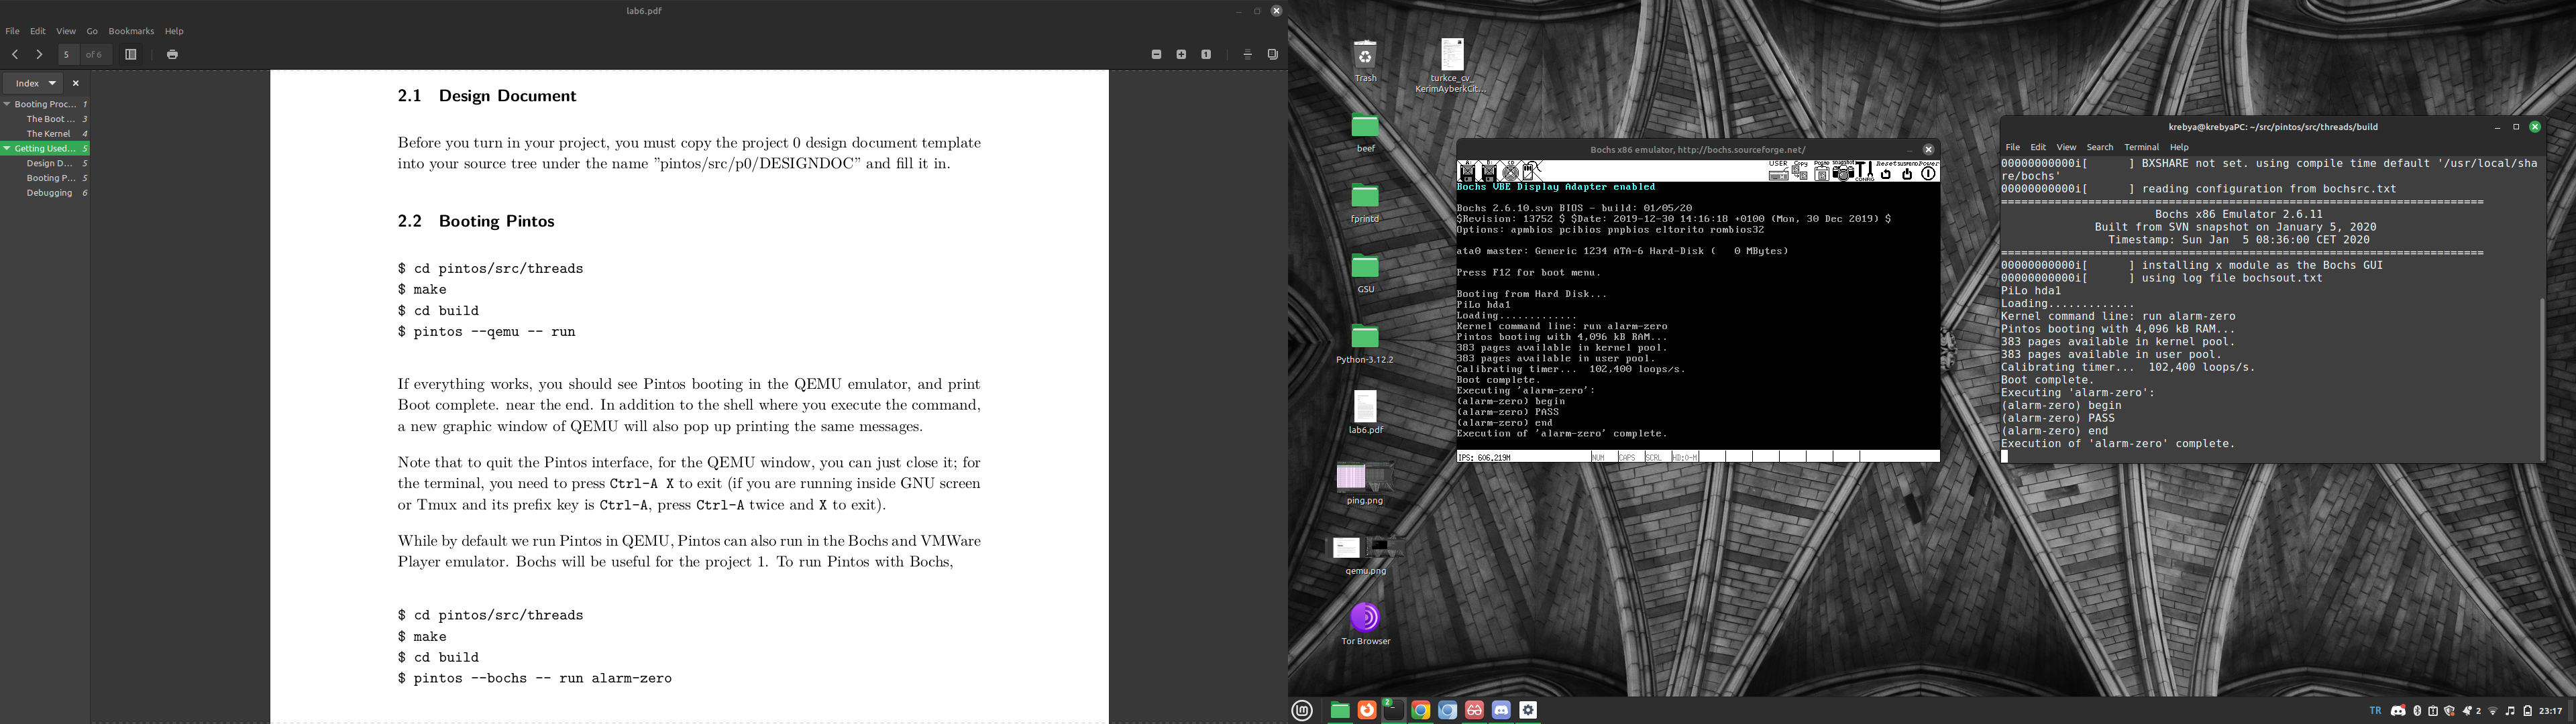 lab6.pdf
File Edit View Go Bookmarks Help
5 of 6
Index
Booting Proc... 1
The Boot ... 3
The Kernel 4
Getting Used... 5
Design D... 5
Booting P... 5
Debugging 6
2.1 Design Document
Before you turn in your project, you must copy the project 0 design document template
into your source tree under the name ”pintos/src/p0/DESIGNDOC” and fill it in.
2.2 Booting Pintos
$ cd pintos/src/threads
$ make
$ cd build
$ pintos --qemu -- run
If everything works, you should see Pintos booting in the QEMU emulator, and print
Boot complete. near the end. In addition to the shell where you execute the command,
a new graphic window of QEMU will also pop up printing the same messages.
Note that to quit the Pintos interface, for the QEMU window, you can just close it; for
the terminal, you need to press Ctrl-A X to exit (if you are running inside GNU screen
or Tmux and its prefix key is Ctrl-A, press Ctrl-A twice and X to exit).
While by default we run Pintos in QEMU, Pintos can also run in the Bochs and VMWare
Player emulator. Bochs will be useful for the project 1. To run Pintos with Bochs,
$ cd pintos/src/threads
$ make
$ cd build
$ pintos --bochs -- run alarm-zero
Trash
turkce_cv_
KerimAyberkCit...
beef
fprintd
GSU
Python-3.12.2
lab6.pdf
ping.png
qemu.png
Tor Browser
Bochs x86 emulator, http://bochs.sourceforge.net/
USER Copy Paste Snapshot CONFIG Reset SUSPEND Power
Bochs VBE Display Adapter enabled
Bochs 2.6.10.svn BIOS - build: 01/05/20
$Revision: 13752 $ $Date: 2019-12-30 14:16:18 +0100 (Mon, 30 Dec 2019) $
Options: apmbios pcibios pnpbios eltorito rombios32
ata0 master: Generic 1234 ATA-6 Hard-Disk (   0 MBytes)
Press F12 for boot menu.
Booting from Hard Disk...
PiLo hda1
Loading.............
Kernel command line: run alarm-zero
Pintos booting with 4,096 kB RAM...
383 pages available in kernel pool.
383 pages available in user pool.
Calibrating timer...  102,400 loops/s.
Boot complete.
Executing 'alarm-zero':
(alarm-zero) begin
(alarm-zero) PASS
(alarm-zero) end
Execution of 'alarm-zero' complete.
IPS: 606,219M NUM CAPS SCRL HD:0-M
krebya@krebyaPC: ~/src/pintos/src/threads/build
File Edit View Search Terminal Help
00000000000i[      ] BXSHARE not set. using compile time default '/usr/local/sha
re/bochs'
00000000000i[      ] reading configuration from bochsrc.txt
========================================================================
Bochs x86 Emulator 2.6.11
Built from SVN snapshot on January 5, 2020
Timestamp: Sun Jan  5 08:36:00 CET 2020
========================================================================
00000000000i[      ] installing x module as the Bochs GUI
00000000000i[      ] using log file bochsout.txt
PiLo hda1
Loading.............
Kernel command line: run alarm-zero
Pintos booting with 4,096 kB RAM...
383 pages available in kernel pool.
383 pages available in user pool.
Calibrating timer...  102,400 loops/s.
Boot complete.
Executing 'alarm-zero':
(alarm-zero) begin
(alarm-zero) PASS
(alarm-zero) end
Execution of 'alarm-zero' complete.
2
TR 2 23:17